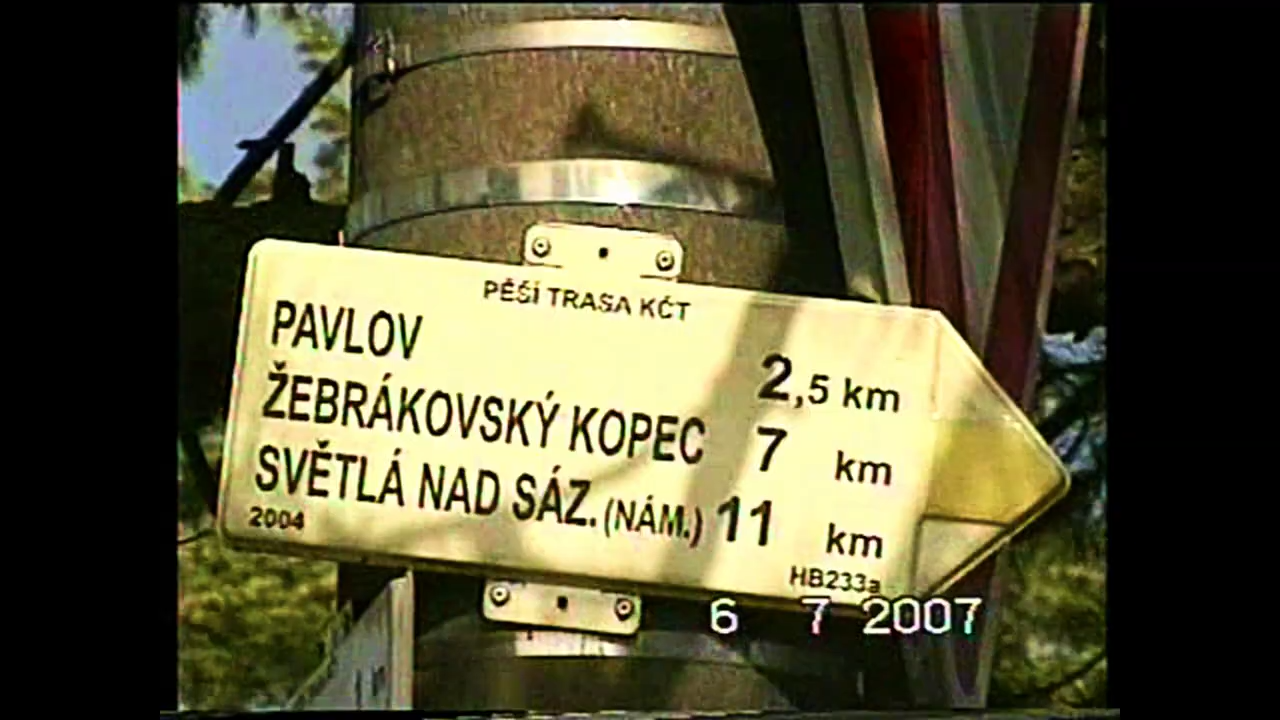 PĚŠÍ TRASA KČT
PAVLOV 2,5 km
ŽEBRÁKOVSKÝ KOPEC 7 km
SVĚTLÁ NAD SÁZ. (NÁM.) 11 km
2004 HB233a
6 7 2007